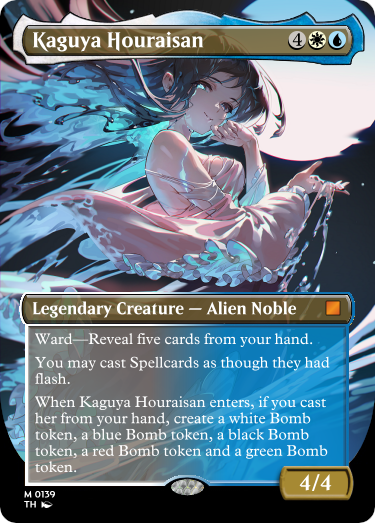 Kaguya Houraisan 4
Legendary Creature — Alien Noble
Ward—Reveal five cards from your hand.
You may cast Spellcards as though they had
flash.
When Kaguya Houraisan enters, if you cast
her from your hand, create a white Bomb
token, a blue Bomb token, a black Bomb
token, a red Bomb token and a green Bomb
token.
4/4
M 0139
TH